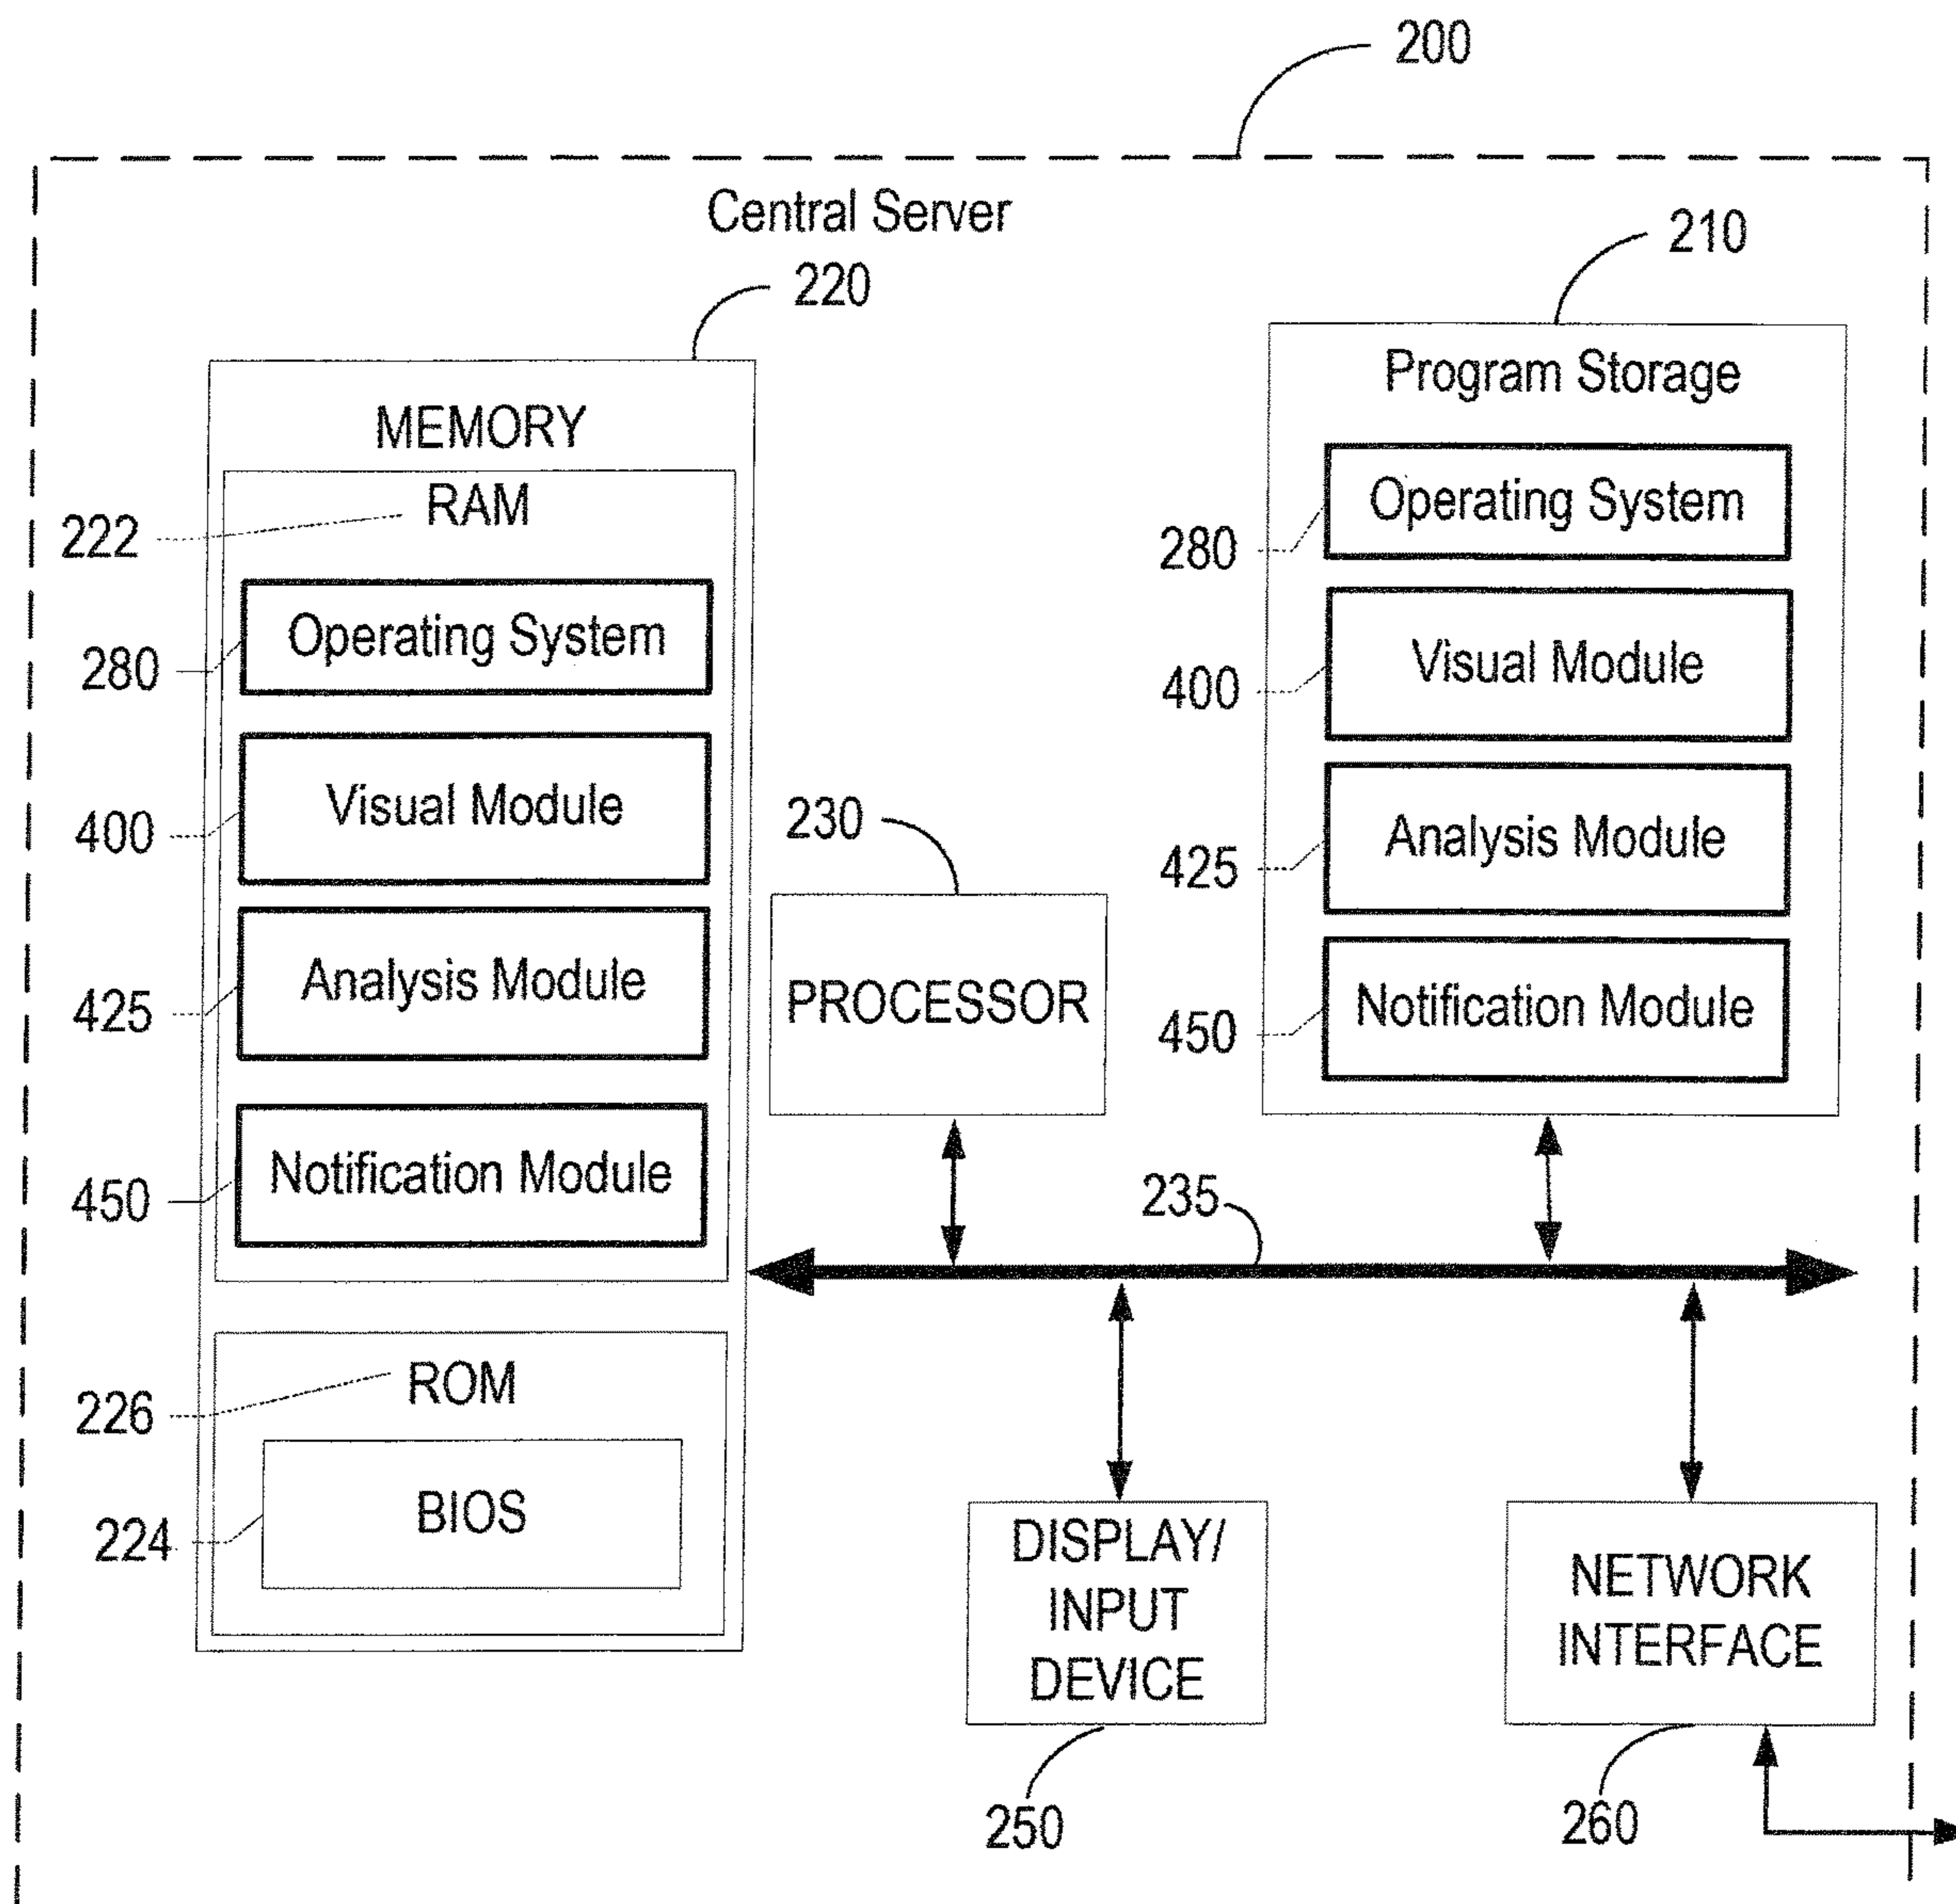 200
Central Server
220
210
MEMORY
RAM
222
Operating System
280
Visual Module
400
Analysis Module
425
Notification Module
450
ROM
226
BIOS
224
230
PROCESSOR
Program Storage
Operating System
280
Visual Module
400
Analysis Module
425
Notification Module
450
235
DISPLAY/
INPUT
DEVICE
250
NETWORK
INTERFACE
260